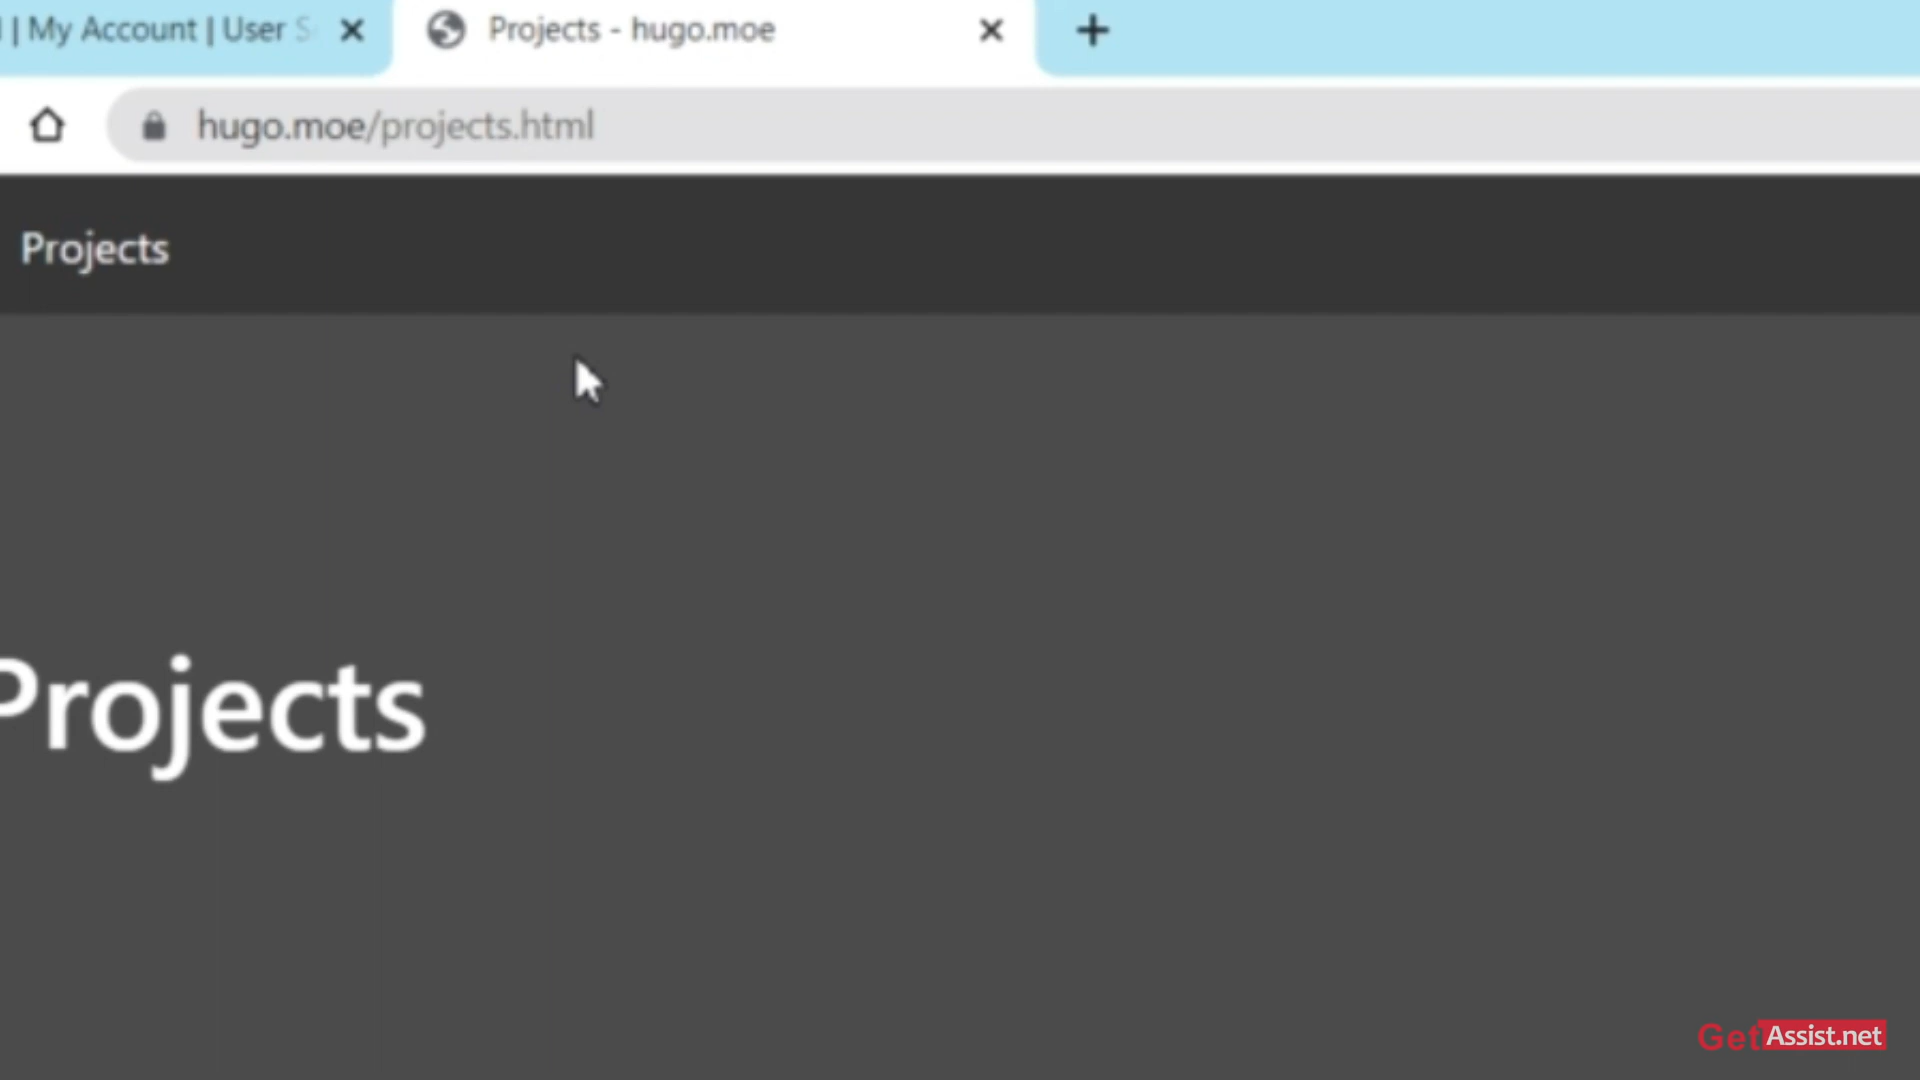 | My Account | User S
Projects - hugo.moe
hugo.moe/projects.html
Projects
Projects
GetAssist.net